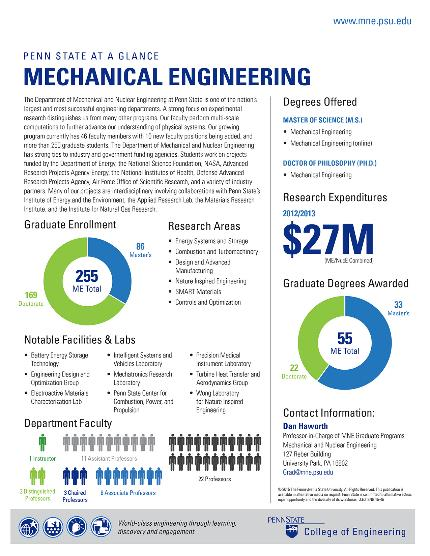 www.mne.psu.edu
PENN STATE AT A GLANCE
MECHANICAL ENGINEERING
The Department of Mechanical and Nuclear Engineering at Penn State is one of the nation's
largest and most successful engineering departments. A strong focus on experimental
research distinguishes us from many other programs. Our faculty perform multi-scale
computations to further advance our understanding of physical systems. Our growing
program currently has 46 faculty members with 10 new faculty positions being added, and
more than 250 graduate students. The Department of Mechanical and Nuclear Engineering
has strong ties to industry and government funding agencies. Students work on projects
funded by the Department of Energy, the National Science Foundation, NASA, Advanced
Research Projects Agency Energy, the National Institutes of Health, Defense Advanced
Research Projects Agency, Air Force Office of Scientific Research, and a variety of industry
partners. Many of our projects are interdisciplinary involving collaborations with Penn State's
Institute of Energy and the Environment, the Applied Research Lab, the Materials Research
Institute, and the Institute for Natural Gas Research.
Graduate Enrollment
86
Master's
255
ME Total
169
Doctorate
Research Areas
• Energy Systems and Storage
• Combustion and Turbomachinery
• Design and Advanced
Manufacturing
• Nature Inspired Engineering
• SMART Materials
• Controls and Optimization
Notable Facilities & Labs
• Battery Energy Storage
Technology
• Engineering Design and
Optimization Group
• Electroactive Materials
Characterization Lab
• Intelligent Systems and
Vehicles Laboratory
• Mechatronics Research
Laboratory
• Penn State Center for
Combustion, Power, and
Propulsion
• Precision Medical
Instrument Laboratory
• Turbine Heat Transfer and
Aerodynamics Group
• Wong Laboratory
for Nature Inspired
Engineering
Department Faculty
1 Instructor
11 Assistant Professors
22 Professors
2 Distinguished
Professors
3 Chaired
Professors
8 Associate Professors
World-class engineering through learning,
discovery and engagement
Degrees Offered
MASTER OF SCIENCE (M.S.)
• Mechanical Engineering
• Mechanical Engineering (online)
DOCTOR OF PHILOSOPHY (PH.D.)
• Mechanical Engineering
Research Expenditures
2012/2013
$27M
(ME/NucE Combined)
Graduate Degrees Awarded
33
Master's
55
ME Total
22
Doctorate
Contact Information:
Dan Haworth
Professor-in-Charge of MNE Graduate Programs
Mechanical and Nuclear Engineering
127 Reber Building
University Park, PA 16802
Grad@mne.psu.edu
PENNSTATE
College of Engineering